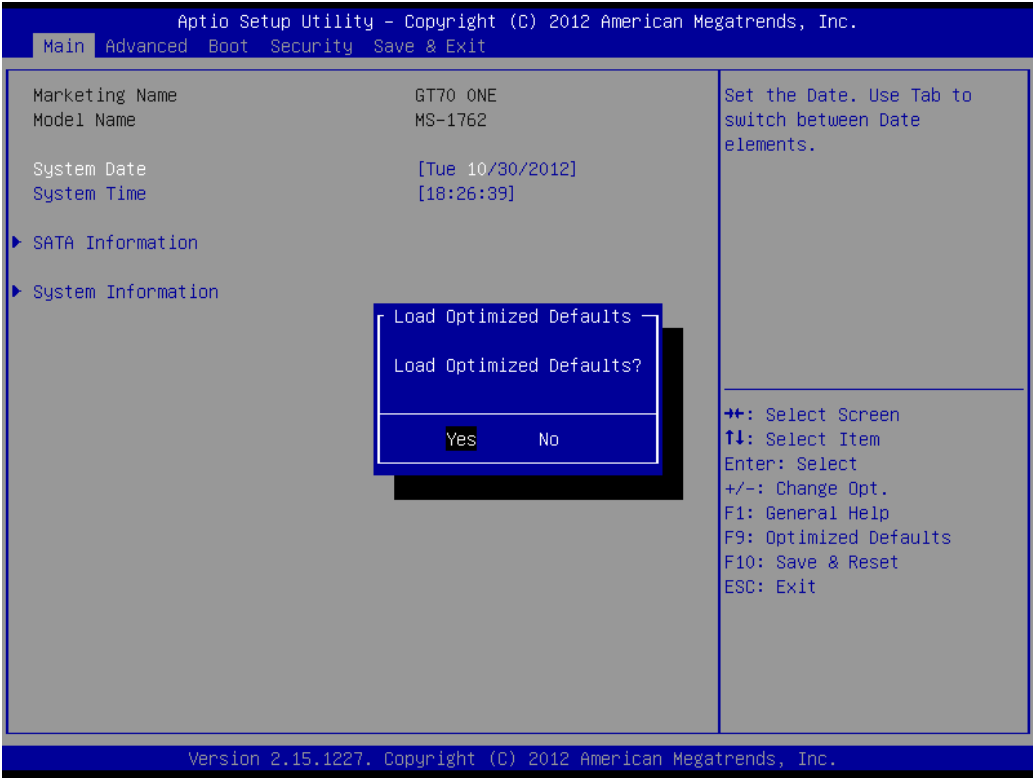 Aptio Setup Utility – Copyright (C) 2012 American Megatrends, Inc.
Main Advanced Boot Security Save & Exit
Marketing Name GT70 ONE
Model Name MS-1762
System Date [Tue 10/30/2012]
System Time [18:26:39]
SATA Information
System Information
Load Optimized Defaults
Load Optimized Defaults?
Yes No
Set the Date. Use Tab to
switch between Date
elements.
→←: Select Screen
↑↓: Select Item
Enter: Select
+/-: Change Opt.
F1: General Help
F9: Optimized Defaults
F10: Save & Reset
ESC: Exit
Version 2.15.1227. Copyright (C) 2012 American Megatrends, Inc.